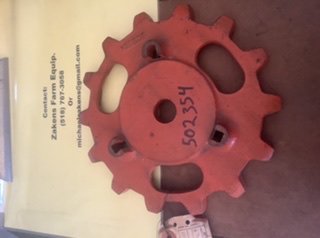 Contact:
Zakens Farm Equip.
(518) 767-3058
Or
michaelzakens@gmail.com
502354